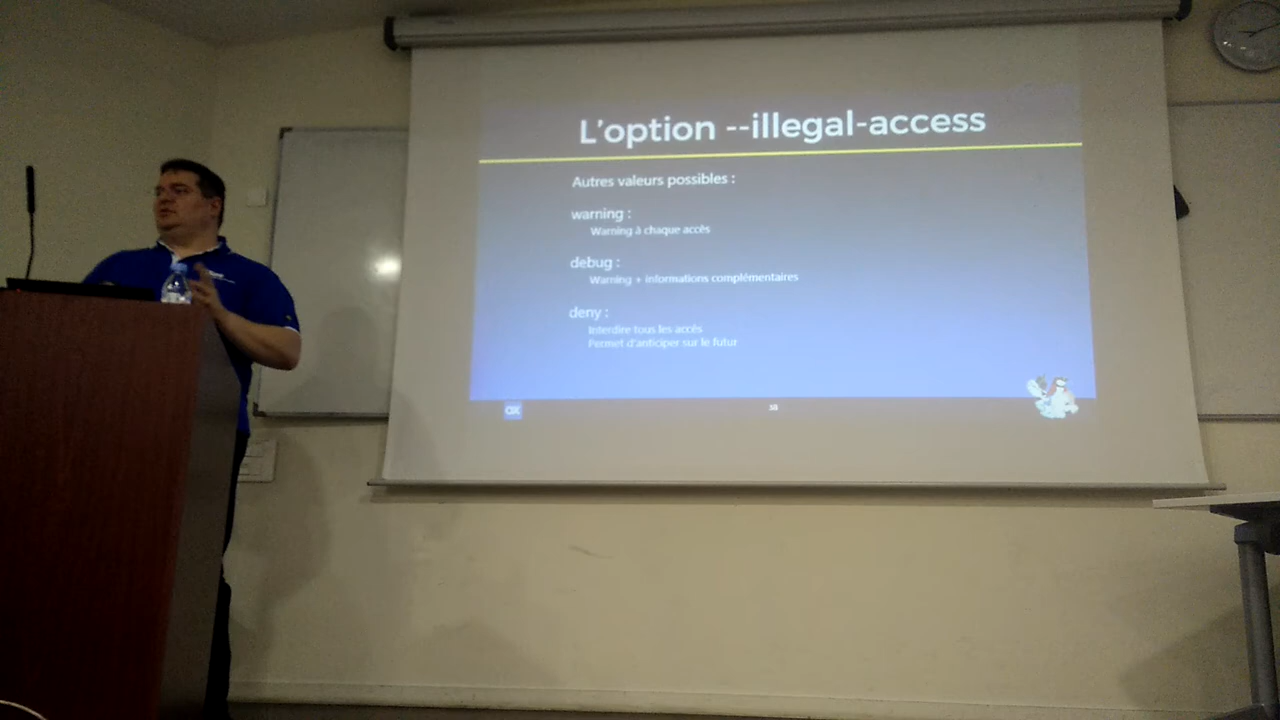 L'option --illegal-access
Autres valeurs possibles :
warning :
Warning à chaque accès
debug :
Warning + informations complémentaires
deny :
Interdire tous les accès
Permet d'anticiper sur le futur